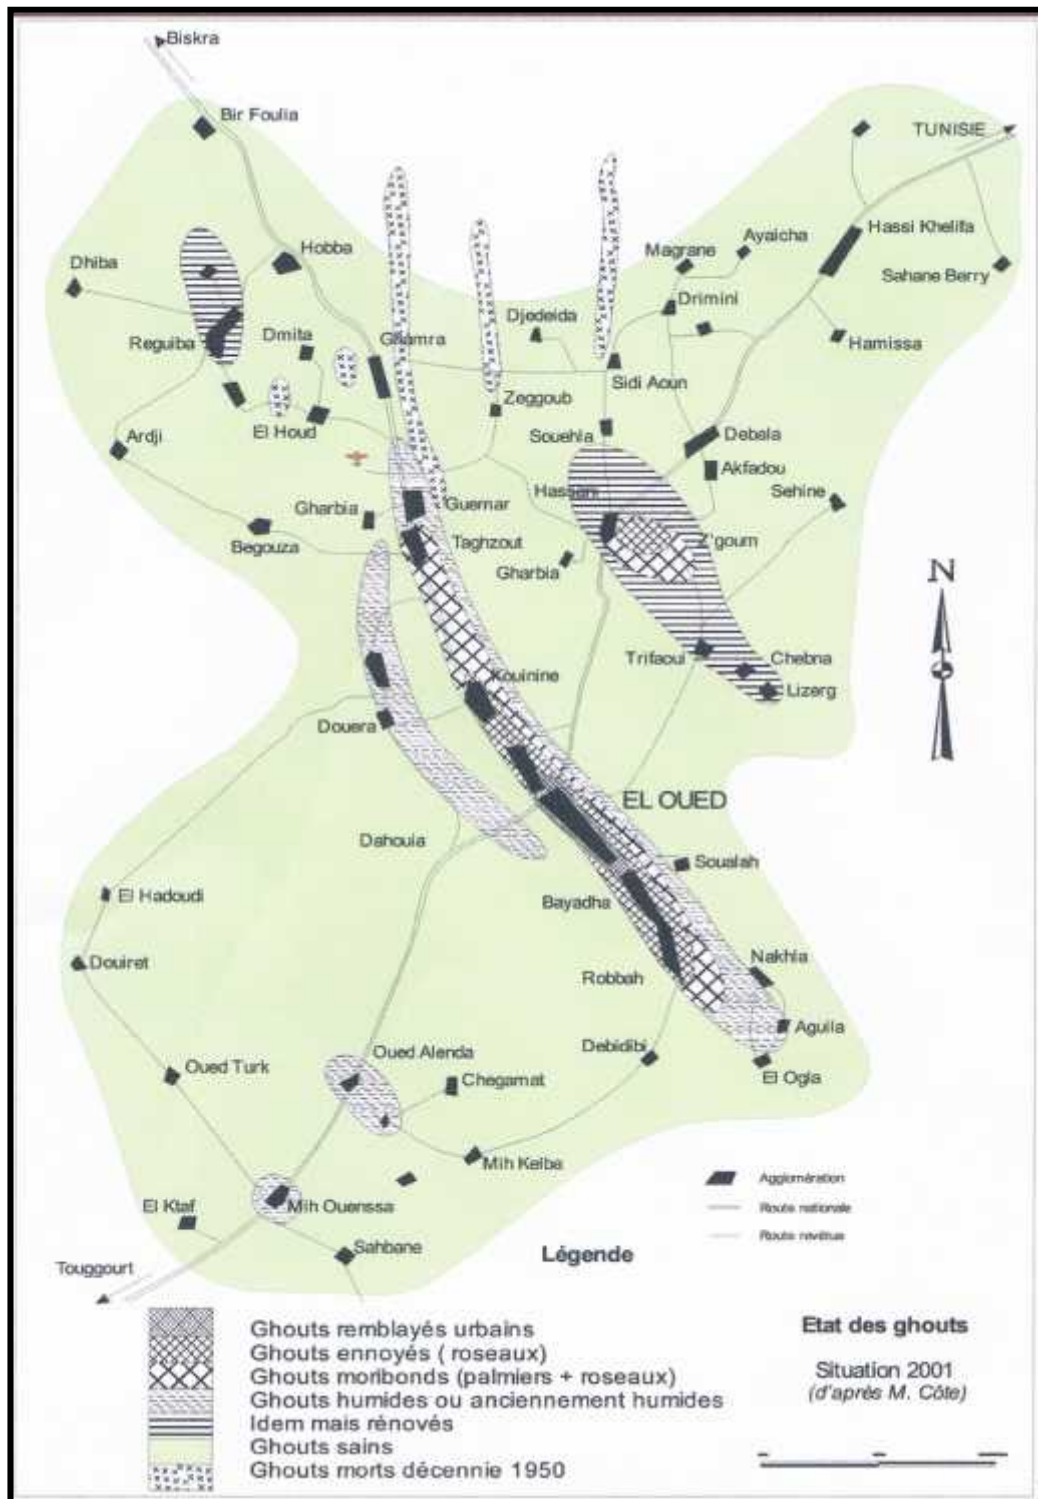 Biskra
Bir Foulia
TUNISIE
Hassi Khelifa
Ayaicha
Magrane
Sahane Berry
Hobba
Dhiba
Drimini
Djedeida
Hamissa
Reguiba
Dmita
Ghamra
Sidi Aoun
Zeggoub
El Houd
Ardji
Souehla
Debala
Akfadou
Sehine
Hassani
Gharbia
Guemar
Begouza
Taghzout
Z'goum
Gharbia
Trifaoui
Chebna
Lizerg
Kouinine
Douera
N
EL OUED
Dahouia
Soualah
El Hadoudi
Bayadha
Douiret
Nakhla
Robbah
Aguila
Oued Turk
Oued Alenda
Debidibi
El Ogla
Chegamat
Mih Keiba
El Ktaf
Mih Ouenssa
Sahbane
Touggourt
Agglomération
Route nationale
Route revêtue
Légende
Ghouts remblayés urbains
Ghouts ennoyés ( roseaux)
Ghouts moribonds (palmiers + roseaux)
Ghouts humides ou anciennement humides
Idem mais rénovés
Ghouts sains
Ghouts morts décennie 1950
Etat des ghouts
Situation 2001
(d'après M. Côte)